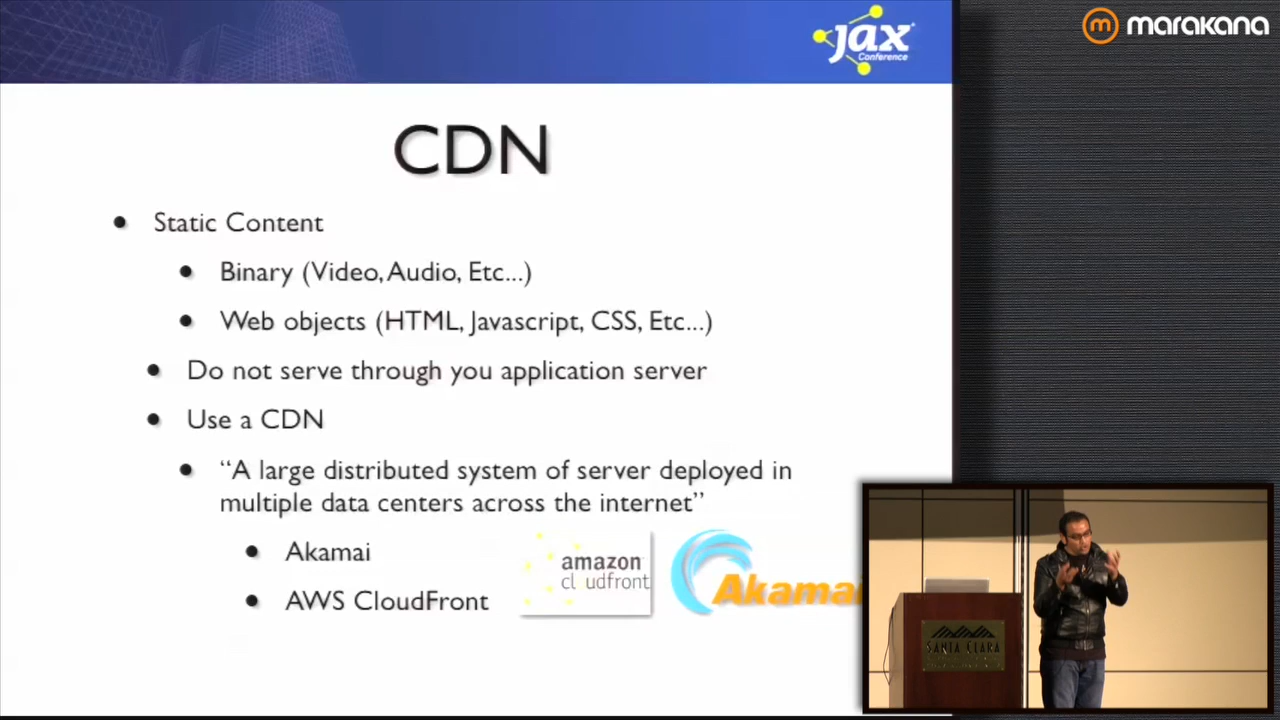 jax
Conference
marakana
CDN
Static Content
Binary (Video, Audio, Etc...)
Web objects (HTML, Javascript, CSS, Etc...)
Do not serve through you application server
Use a CDN
“A large distributed system of server deployed in
multiple data centers across the internet”
Akamai
AWS CloudFront
amazon
cloudfront
Akamai
SANTA CLARA